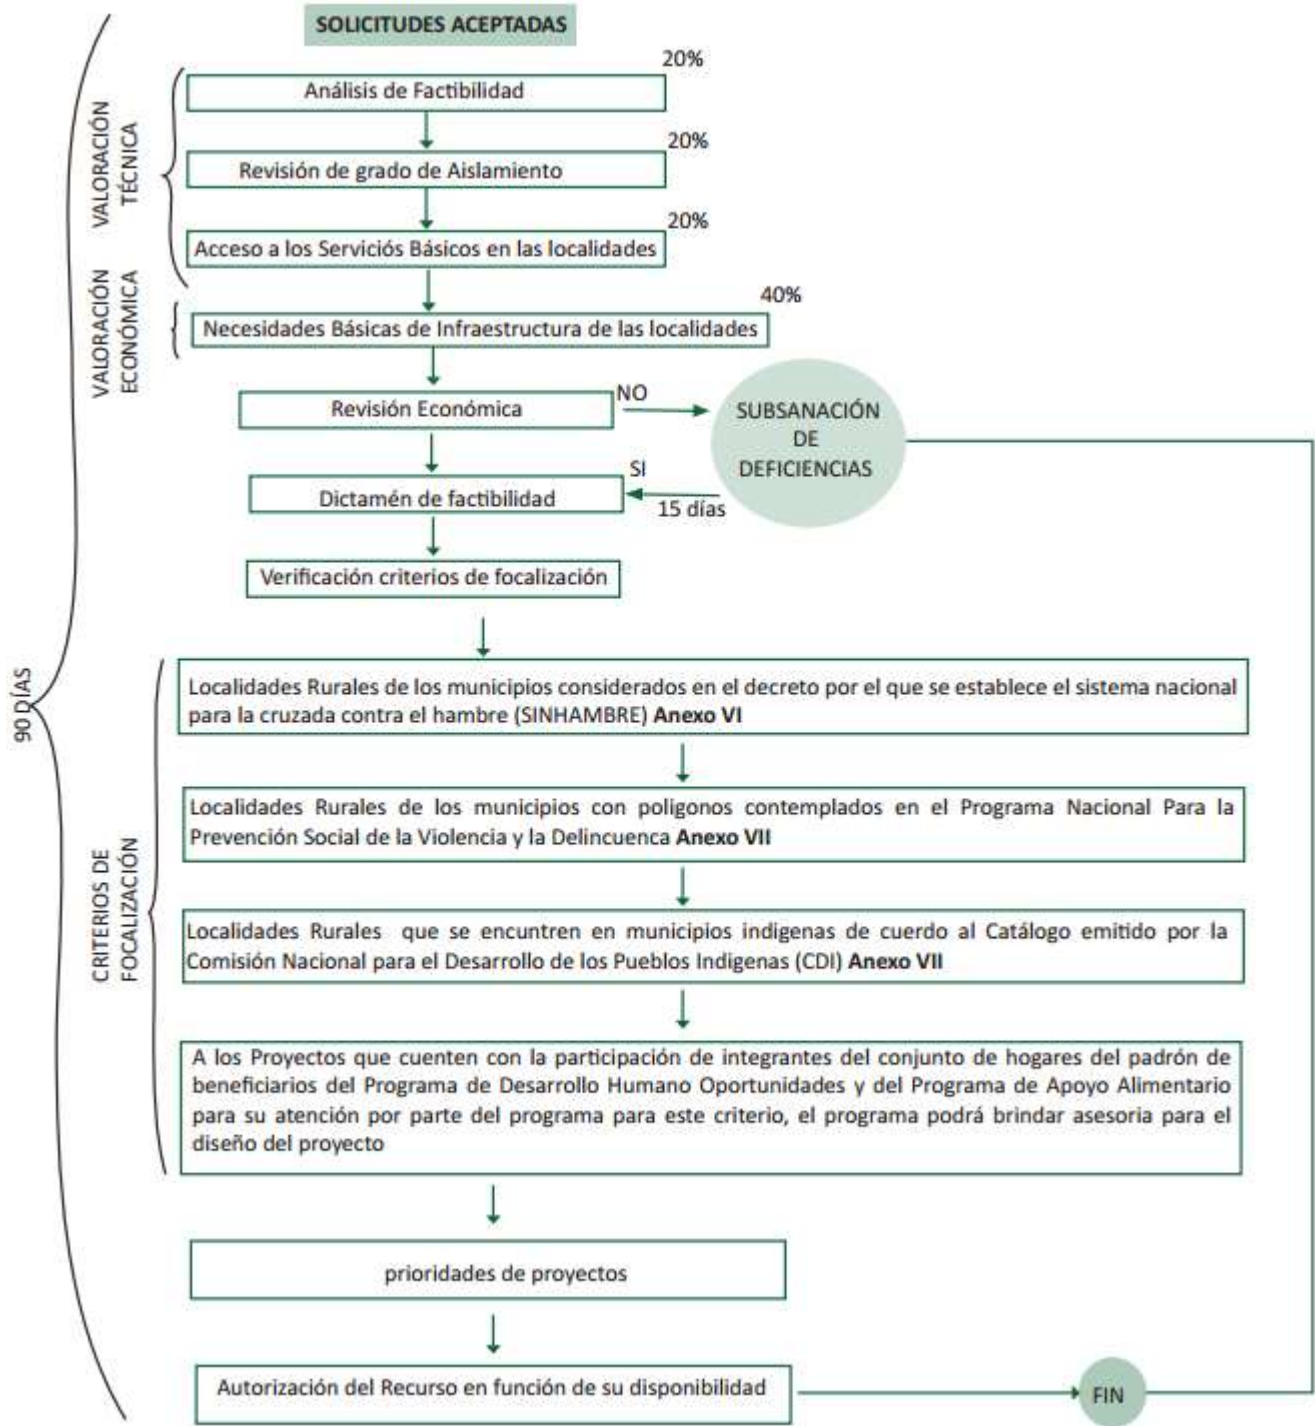 SOLICITUDES ACEPTADAS
20%
Análisis de Factibilidad
20%
Revisión de grado de Aislamiento
20%
Acceso a los Serviciós Básicos en las localidades
VALORACIÓN
TÉCNICA
40%
Necesidades Básicas de Infraestructura de las localidades
VALORACIÓN
ECONÓMICA
Revisión Económica
NO
SUBSANACIÓN
DE
DEFICIENCIAS
SI
15 días
Dictamén de factibilidad
Verificación criterios de focalización
90 DÍAS
CRITERIOS DE
FOCALIZACIÓN
Localidades Rurales de los municipios considerados en el decreto por el que se establece el sistema nacional
para la cruzada contra el hambre (SINHAMBRE) Anexo VI
Localidades Rurales de los municipios con poligonos contemplados en el Programa Nacional Para la
Prevención Social de la Violencia y la Delincuenca Anexo VII
Localidades Rurales que se encuntren en municipios indigenas de cuerdo al Catálogo emitido por la
Comisión Nacional para el Desarrollo de los Pueblos Indigenas (CDI) Anexo VII
A los Proyectos que cuenten con la participación de integrantes del conjunto de hogares del padrón de
beneficiarios del Programa de Desarrollo Humano Oportunidades y del Programa de Apoyo Alimentario
para su atención por parte del programa para este criterio, el programa podrá brindar asesoria para el
diseño del proyecto
prioridades de proyectos
Autorización del Recurso en función de su disponibilidad
FIN